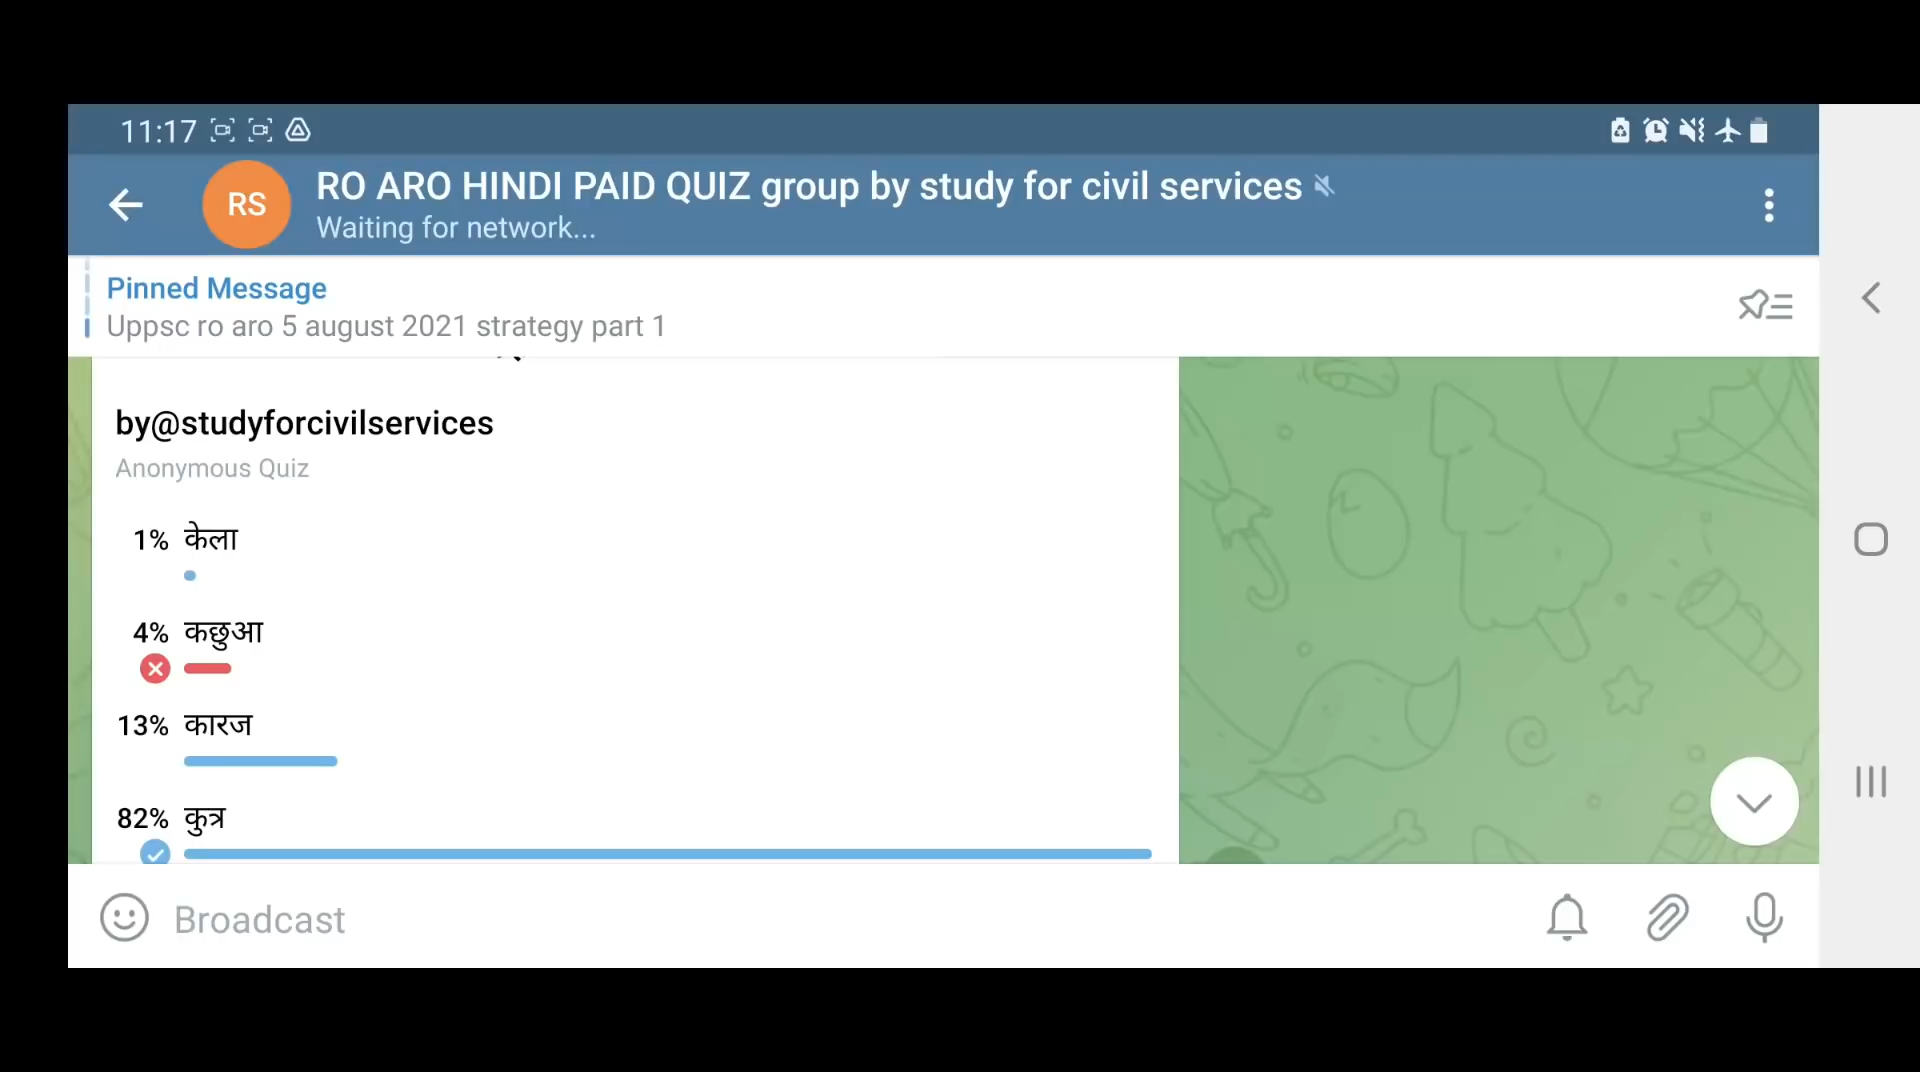 11:17
RS
RO ARO HINDI PAID QUIZ group by study for civil services
Waiting for network...
Pinned Message
Uppsc ro aro 5 august 2021 strategy part 1
by@studyforcivilservices
Anonymous Quiz
1% केला
4% कछुआ
13% कारज
82% कुत्र
Broadcast